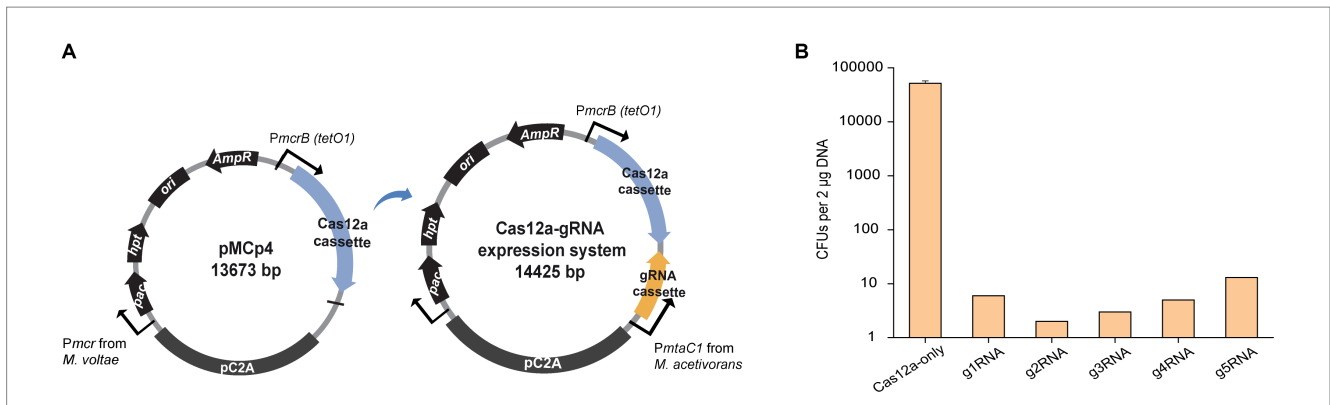 A
PmcrB (tetO1)
AmpR
ori
hpt
pac
Cas12a
cassette
pMCp4
13673 bp
Pmcr from
M. voltae
pC2A
PmcrB (tetO1)
AmpR
ori
hpt
pac
Cas12a
cassette
Cas12a-gRNA
expression system
14425 bp
gRNA
cassette
PmtaC1 from
M. acetivorans
pC2A
B
CFUs per 2 μg DNA
100000
10000
1000
100
10
1
Cas12a-only
g1RNA
g2RNA
g3RNA
g4RNA
g5RNA